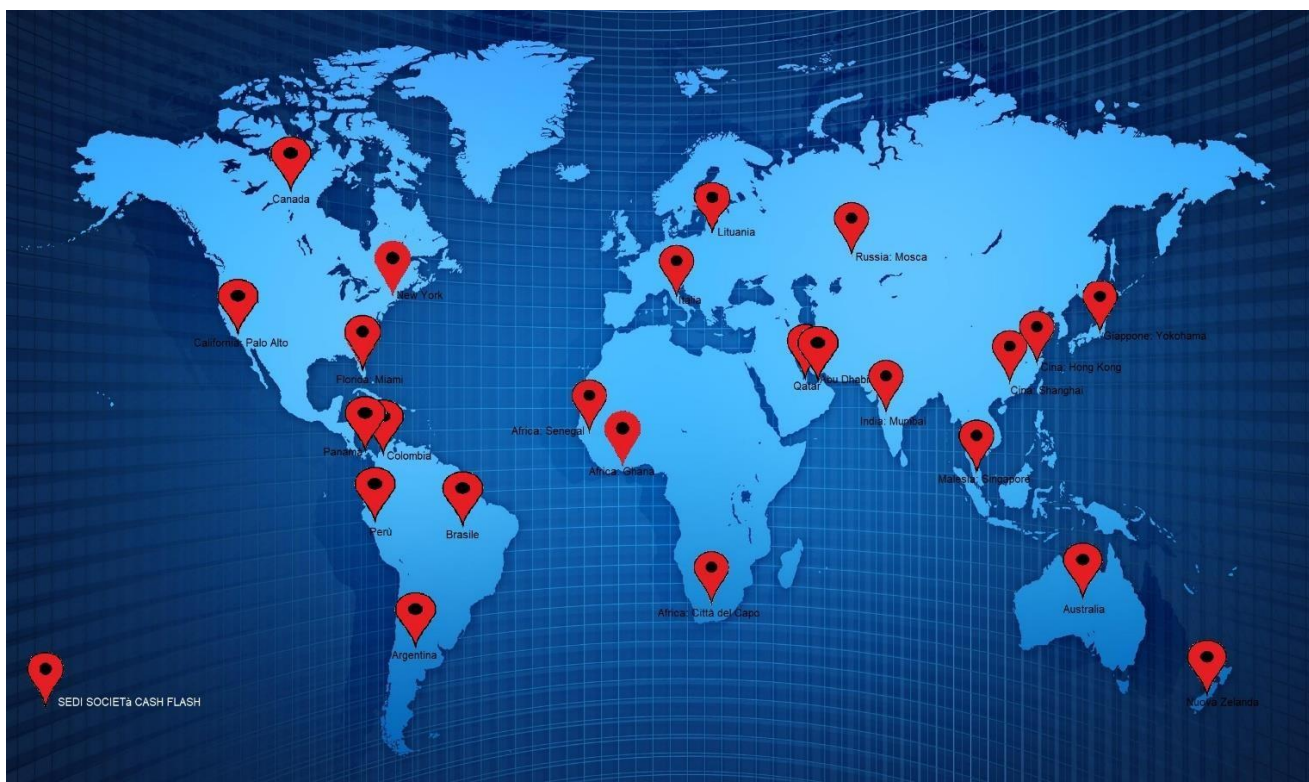 Canada
Lituania
Russia: Mosca
New York
Italia
California: Palo Alto
Giappone: Yokohama
Florida: Miami
Cina: Hong Kong
Qatar
Abu Dhabi
Cina: Shanghai
India: Mumbai
Africa: Senegal
Panama
Colombia
Africa: Ghana
Malesia: Singapore
Perù
Brasile
Australia
Africa: Città del Capo
Argentina
SEDI SOCIETà CASH FLASH
Nuova Zelanda